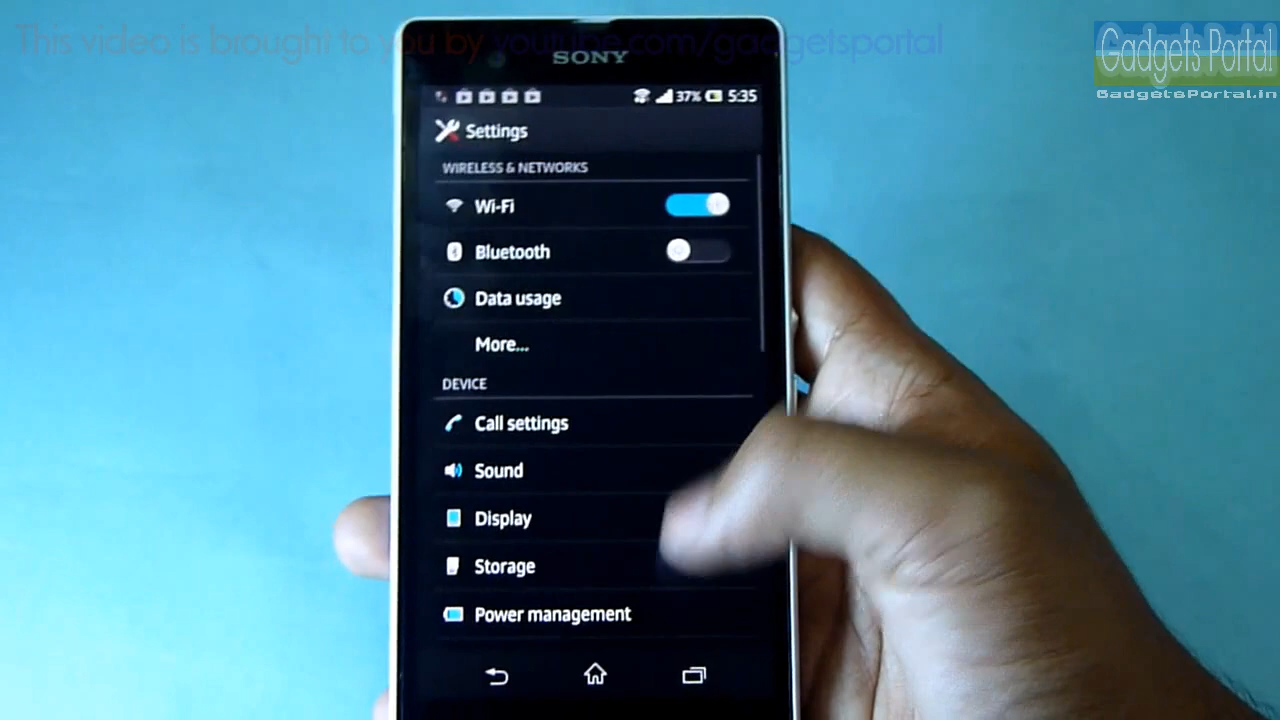 This video is brought to you by youtube.com/gadgetsportal
Gadgets Portal
GadgetsPortal.in
SONY
37% 5:35
Settings
WIRELESS & NETWORKS
Wi-Fi
Bluetooth
Data usage
More...
DEVICE
Call settings
Sound
Display
Storage
Power management